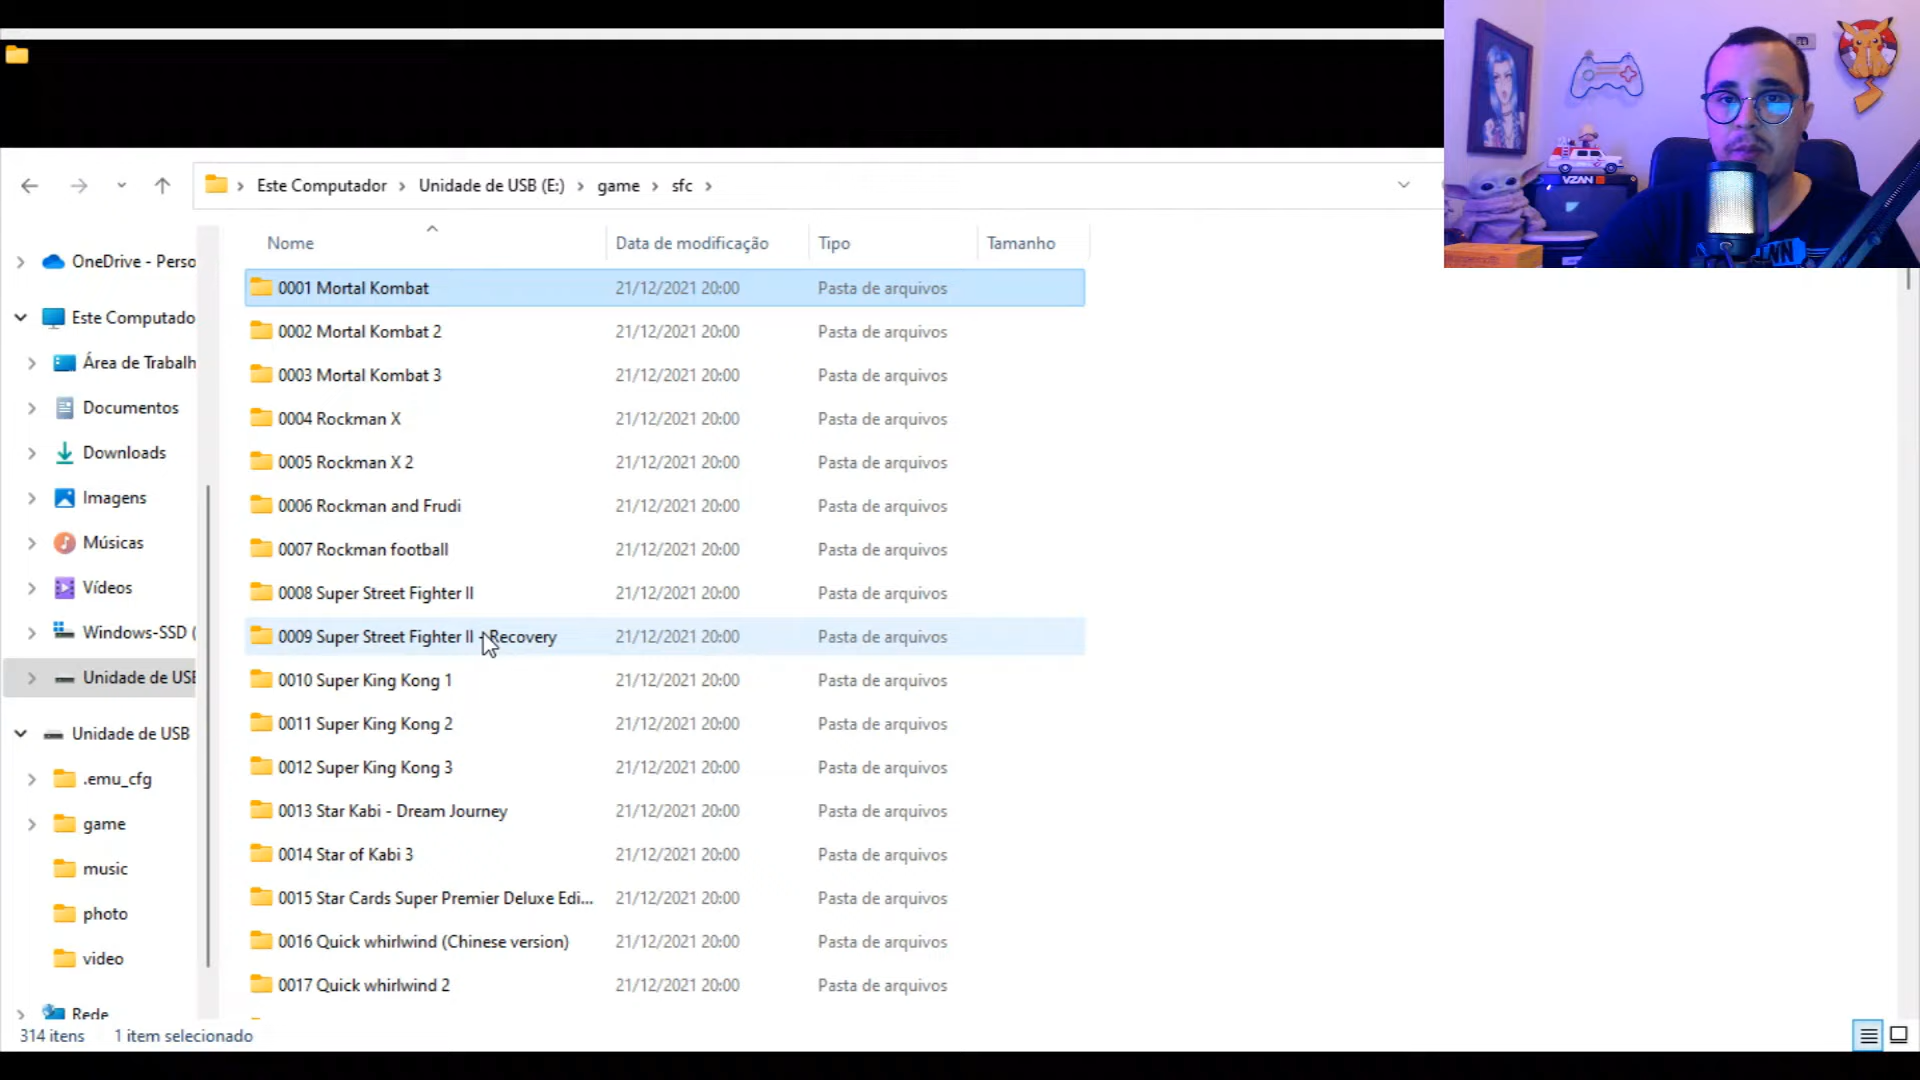 Este Computador
Unidade de USB (E:)
game
sfc
Nome
Data de modificação
Tipo
Tamanho
OneDrive - Perso
Este Computado
Área de Trabalh
Documentos
Downloads
Imagens
Músicas
Vídeos
Windows-SSD (
Unidade de USB
Unidade de USB
.emu_cfg
game
music
photo
video
Rede
0001 Mortal Kombat 21/12/2021 20:00 Pasta de arquivos
0002 Mortal Kombat 2 21/12/2021 20:00 Pasta de arquivos
0003 Mortal Kombat 3 21/12/2021 20:00 Pasta de arquivos
0004 Rockman X 21/12/2021 20:00 Pasta de arquivos
0005 Rockman X 2 21/12/2021 20:00 Pasta de arquivos
0006 Rockman and Frudi 21/12/2021 20:00 Pasta de arquivos
0007 Rockman football 21/12/2021 20:00 Pasta de arquivos
0008 Super Street Fighter II 21/12/2021 20:00 Pasta de arquivos
0009 Super Street Fighter II - Recovery 21/12/2021 20:00 Pasta de arquivos
0010 Super King Kong 1 21/12/2021 20:00 Pasta de arquivos
0011 Super King Kong 2 21/12/2021 20:00 Pasta de arquivos
0012 Super King Kong 3 21/12/2021 20:00 Pasta de arquivos
0013 Star Kabi - Dream Journey 21/12/2021 20:00 Pasta de arquivos
0014 Star of Kabi 3 21/12/2021 20:00 Pasta de arquivos
0015 Star Cards Super Premier Deluxe Edi... 21/12/2021 20:00 Pasta de arquivos
0016 Quick whirlwind (Chinese version) 21/12/2021 20:00 Pasta de arquivos
0017 Quick whirlwind 2 21/12/2021 20:00 Pasta de arquivos
314 itens
1 item selecionado
VZAN